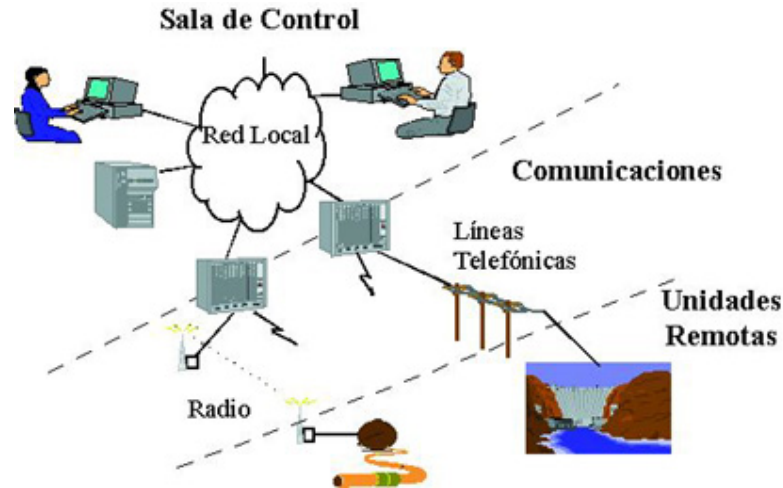 Sala de Control
Red Local
Comunicaciones
Líneas
Telefónicas
Unidades
Remotas
Radio